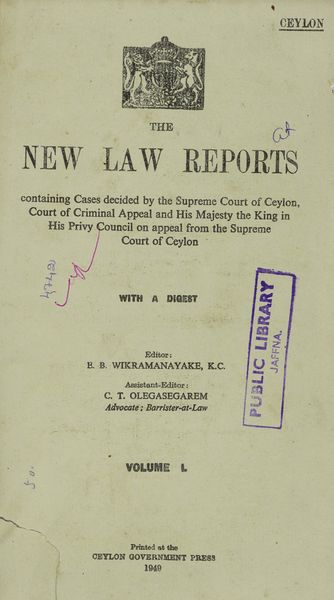 CEYLON
THE
NEW LAW REPORTS
containing Cases decided by the Supreme Court of Ceylon,
Court of Criminal Appeal and His Majesty the King in
His Privy Council on appeal from the Supreme
Court of Ceylon
4742
WITH A DIGEST
Editor:
E. B. WIKRAMANAYAKE, K.C.
Assistant-Editor:
C. T. OLEGASEGAREM
Advocate; Barrister-at-Law
PUBLIC LIBRARY
JAFFNA.
VOLUME L
Printed at the
CEYLON GOVERNMENT PRESS
1949